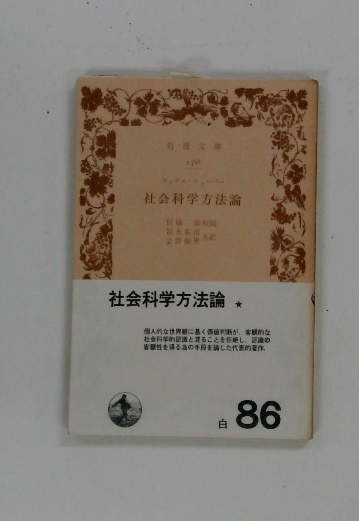 岩波文庫
マックス・ウェーバー
社会科学方法論
社会科学方法論 ★
個人的な世界観に基く価値判断が、客観的な
社会科学的認識と混ることを拒絶し、認識の
客観性を得る為の手段を論じた代表的著作。
白 86